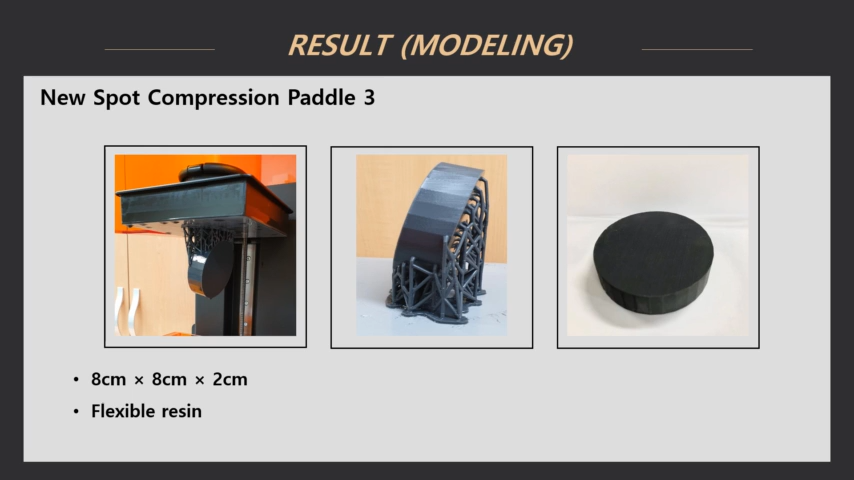 RESULT (MODELING)
New Spot Compression Paddle 3
• 8cm × 8cm × 2cm
• Flexible resin